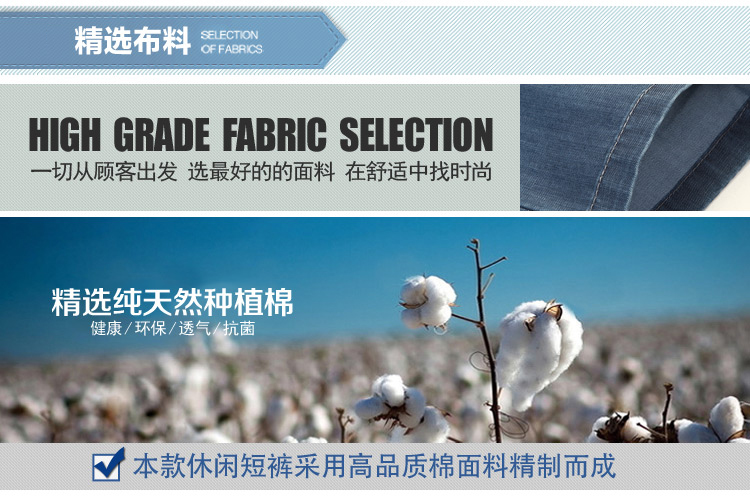 精选布料
SELECTION
OF FABRICS
HIGH GRADE FABRIC SELECTION
一切从顾客出发 选最好的的面料 在舒适中找时尚
精选纯天然种植棉
健康/环保/透气/抗菌
本款休闲短裤采用高品质棉面料精制而成